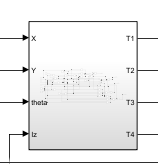 X T1
Y T2
theta T3
Iz T4